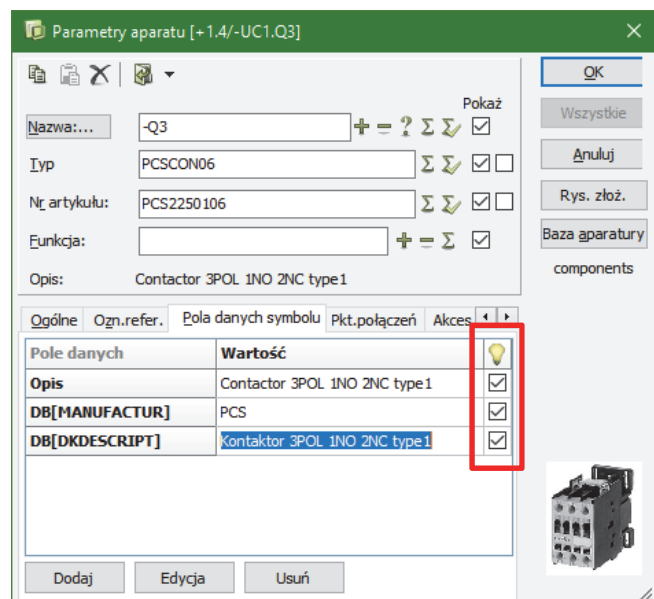 Parametry aparatu [+1.4/-UC1.Q3]
OK
Pokaż
Wszystkie
Nazwa:... -Q3
Typ PCSCON06
Anuluj
Nr artykułu: PCS2250106
Rys. złoż.
Funkcja:
Baza aparatury
Opis: Contactor 3POL 1NO 2NC type1
components
Ogólne Ozn.refer. Pola danych symbolu Pkt.połączeń Akces
Pole danych Wartość
Opis Contactor 3POL 1NO 2NC type1
DB[MANUFACTUR] PCS
DB[DKDESCRIPT] Kontaktor 3POL 1NO 2NC type1
Dodaj Edycja Usuń